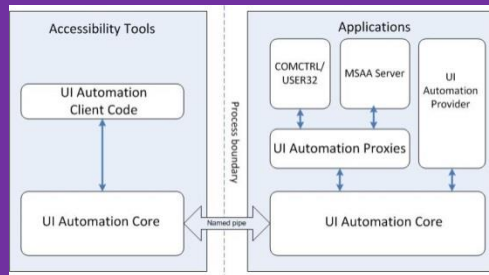 Accessibility Tools
UI Automation
Client Code
UI Automation Core
Process boundary
Named pipe
Applications
COMCTRL/
USER32
MSAA Server
UI
Automation
Provider
UI Automation Proxies
UI Automation Core